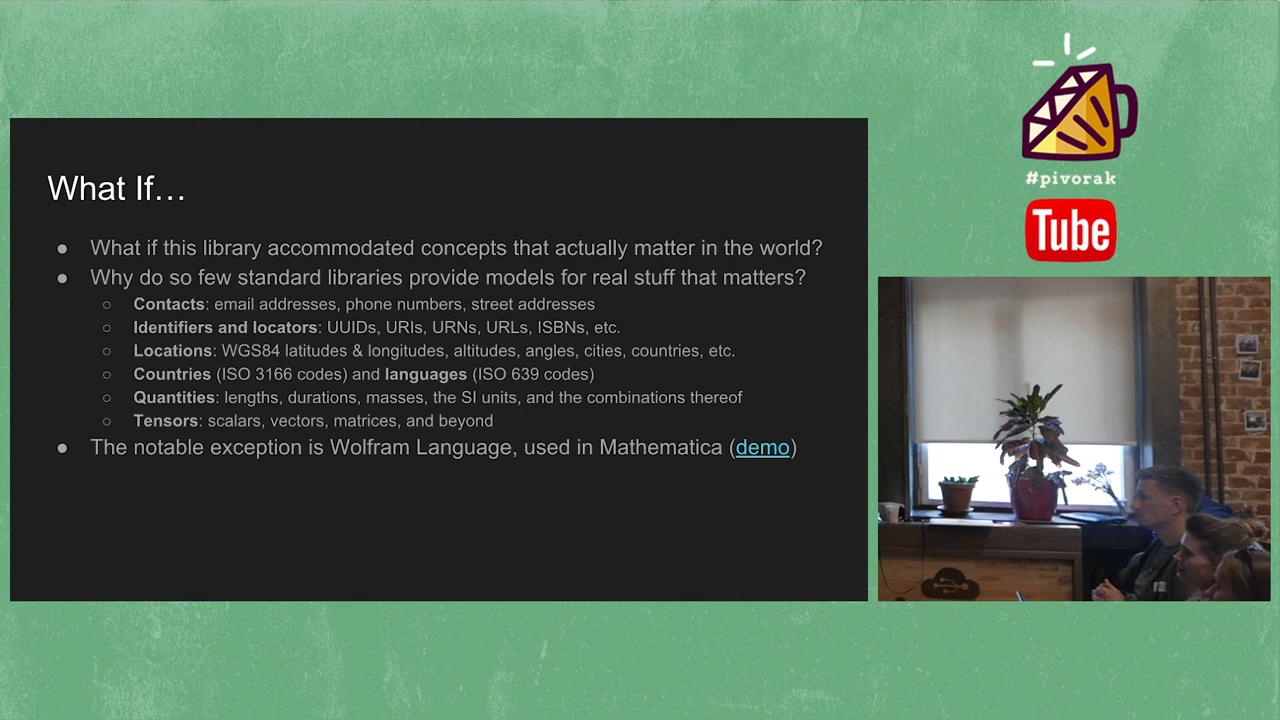 What If…
● What if this library accommodated concepts that actually matter in the world?
● Why do so few standard libraries provide models for real stuff that matters?
○ Contacts: email addresses, phone numbers, street addresses
○ Identifiers and locators: UUIDs, URIs, URNs, URLs, ISBNs, etc.
○ Locations: WGS84 latitudes & longitudes, altitudes, angles, cities, countries, etc.
○ Countries (ISO 3166 codes) and languages (ISO 639 codes)
○ Quantities: lengths, durations, masses, the SI units, and the combinations thereof
○ Tensors: scalars, vectors, matrices, and beyond
● The notable exception is Wolfram Language, used in Mathematica (demo)
#pivorak
Tube